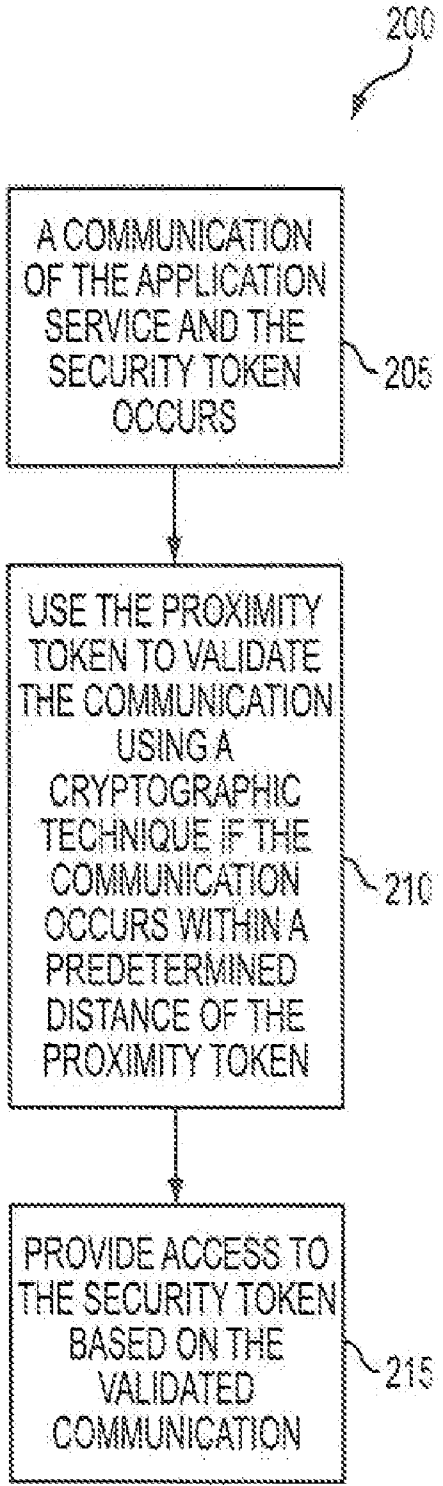 200
A COMMUNICATION
OF THE APPLICATION
SERVICE AND THE
SECURITY TOKEN
OCCURS
205
USE THE PROXIMITY
TOKEN TO VALIDATE
THE COMMUNICATION
USING A
CRYPTOGRAPHIC
TECHNIQUE IF THE
COMMUNICATION
OCCURS WITHIN A
PREDETERMINED
DISTANCE OF THE
PROXIMITY TOKEN
210
PROVIDE ACCESS TO
THE SECURITY TOKEN
BASED ON THE
VALIDATED
COMMUNICATION
215